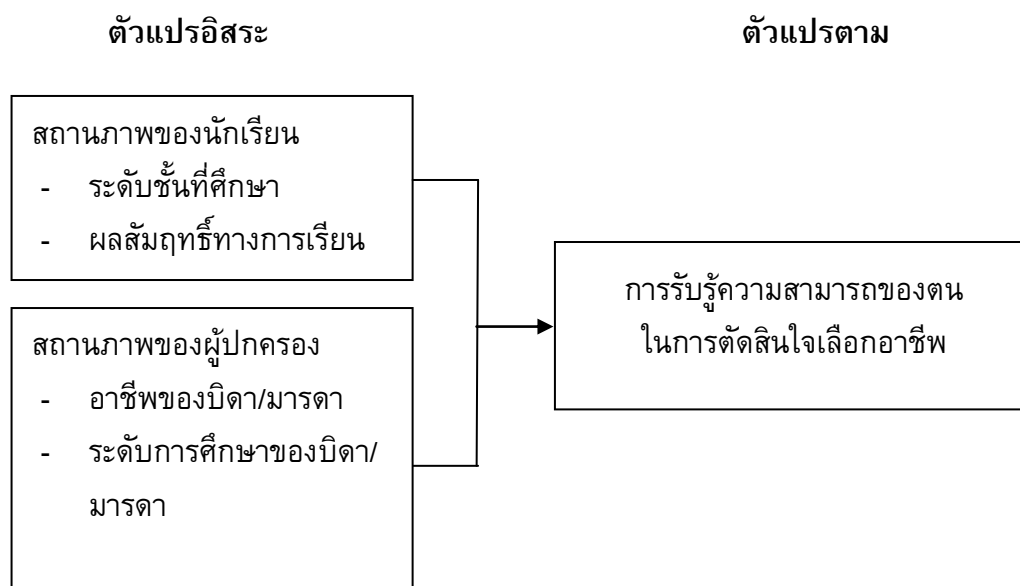 ตัวแปรอิสระ
ตัวแปรตาม
สถานภาพของนักเรียน
- ระดับชั้นที่ศึกษา
- ผลสัมฤทธิ์ทางการเรียน
สถานภาพของผู้ปกครอง
- อาชีพของบิดา/มารดา
- ระดับการศึกษาของบิดา/
มารดา
การรับรู้ความสามารถของตน
ในการตัดสินใจเลือกอาชีพ